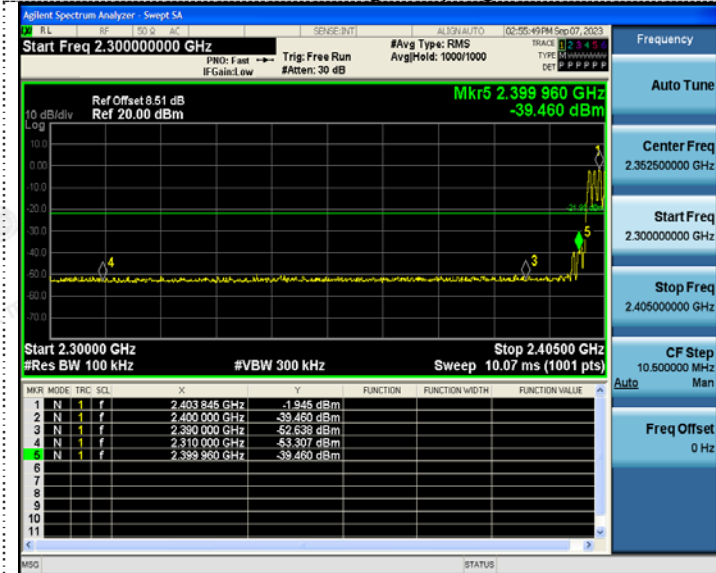 Agilent Spectrum Analyzer - Swept SA
RL RF 50 Ω AC SENSE:INT ALIGNAUTO 02:55:49 PM Sep 07, 2023
Start Freq 2.300000000 GHz
#Avg Type: RMS
TRACE 1 2 3 4 5 6
PNO: Fast Trig: Free Run Avg|Hold: 1000/1000 TYPE
IFGain:Low #Atten: 30 dB DET P P P P P P
Mkr5 2.399 960 GHz
Ref Offset 8.51 dB
10 dB/div Ref 20.00 dBm -39.460 dBm
Log
10.0
0.00
-10.0
-20.0
-30.0
-40.0
-50.0
-60.0
-70.0
1
5
4
3
Start 2.30000 GHz Stop 2.40500 GHz
#Res BW 100 kHz #VBW 300 kHz Sweep 10.07 ms (1001 pts)
MKR MODE TRC SCL X Y FUNCTION FUNCTION WIDTH FUNCTION VALUE
1 N 1 f 2.403 845 GHz -1.945 dBm
2 N 1 f 2.400 000 GHz -39.460 dBm
3 N 1 f 2.390 000 GHz -52.638 dBm
4 N 1 f 2.310 000 GHz -53.307 dBm
5 N 1 f 2.399 960 GHz -39.460 dBm
6
7
8
9
10
11
MSG STATUS
Frequency
Auto Tune
Center Freq
2.352500000 GHz
Start Freq
2.300000000 GHz
Stop Freq
2.405000000 GHz
CF Step
10.500000 MHz
Auto Man
Freq Offset
0 Hz